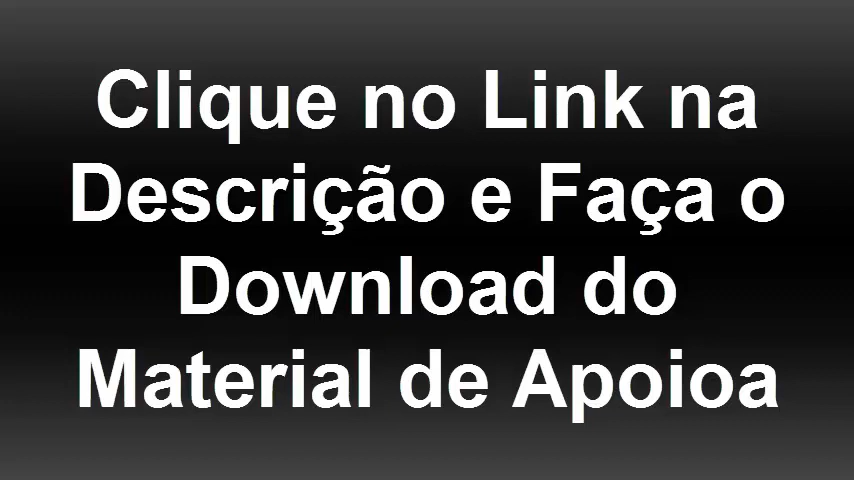 Clique no Link na
Descrição e Faça o
Download do
Material de Apoioa